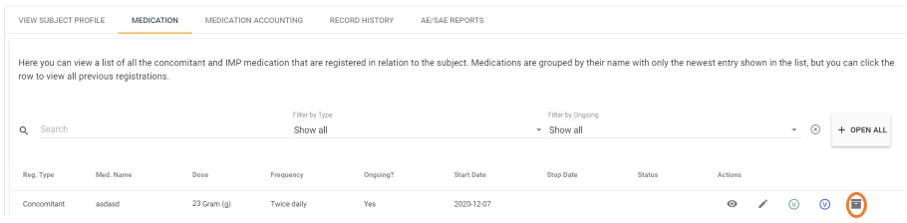 VIEW SUBJECT PROFILE MEDICATION MEDICATION ACCOUNTING RECORD HISTORY AE/SAE REPORTS
Here you can view a list of all the concomitant and IMP medication that are registered in relation to the subject. Medications are grouped by their name with only the newest entry shown in the list, but you can click the
row to view all previous registrations.
Filter by Type Filter by Ongoing
Search Show all Show all + OPEN ALL
Reg. Type Med. Name Dose Frequency Ongoing? Start Date Stop Date Status Actions
Concomitant asdasd 23 Gram (g) Twice daily Yes 2020-12-07 V V